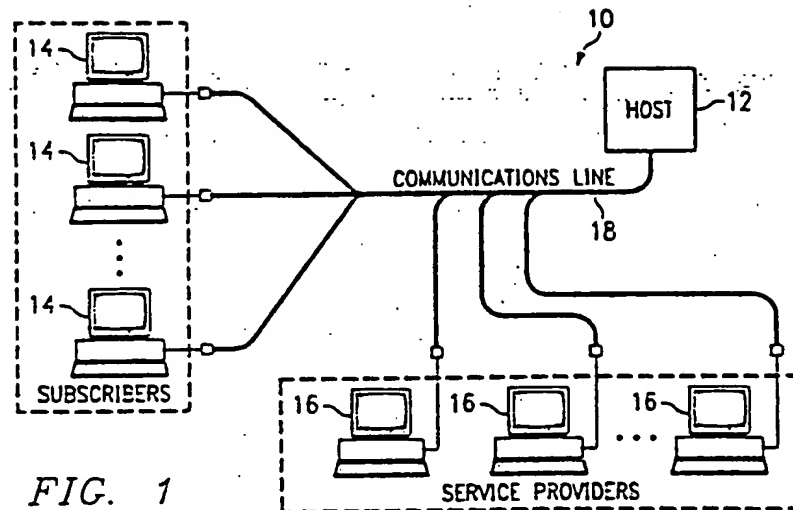 10
14
HOST
12
14
COMMUNICATIONS LINE
18
14
SUBSCRIBERS
16
16
16
SERVICE PROVIDERS
FIG. 1